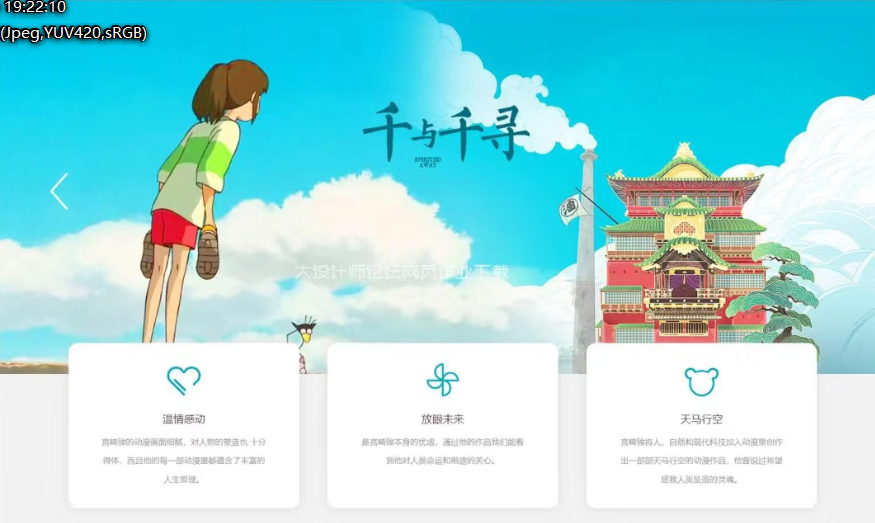 19:22:10
(Jpeg,YUV420,sRGB)
千与千寻
SPIRITED
AWAY
油
大设计师论坛网页作业下载
温情感动
宫崎骏的动漫画面细腻，对人物的塑造也 十分
得体，而且他的每一部动漫里都蕴含了丰富的
人生哲理。
放眼未来
是宫崎骏本身的忧虑，通过他的作品我们能看
到他对人类命运和前途的关心。
天马行空
宫崎骏将人、自然和现代科技加入动漫里创作
出一部部天马行空的动漫作品，他曾说过希望
拯救人类坠落的灵魂。